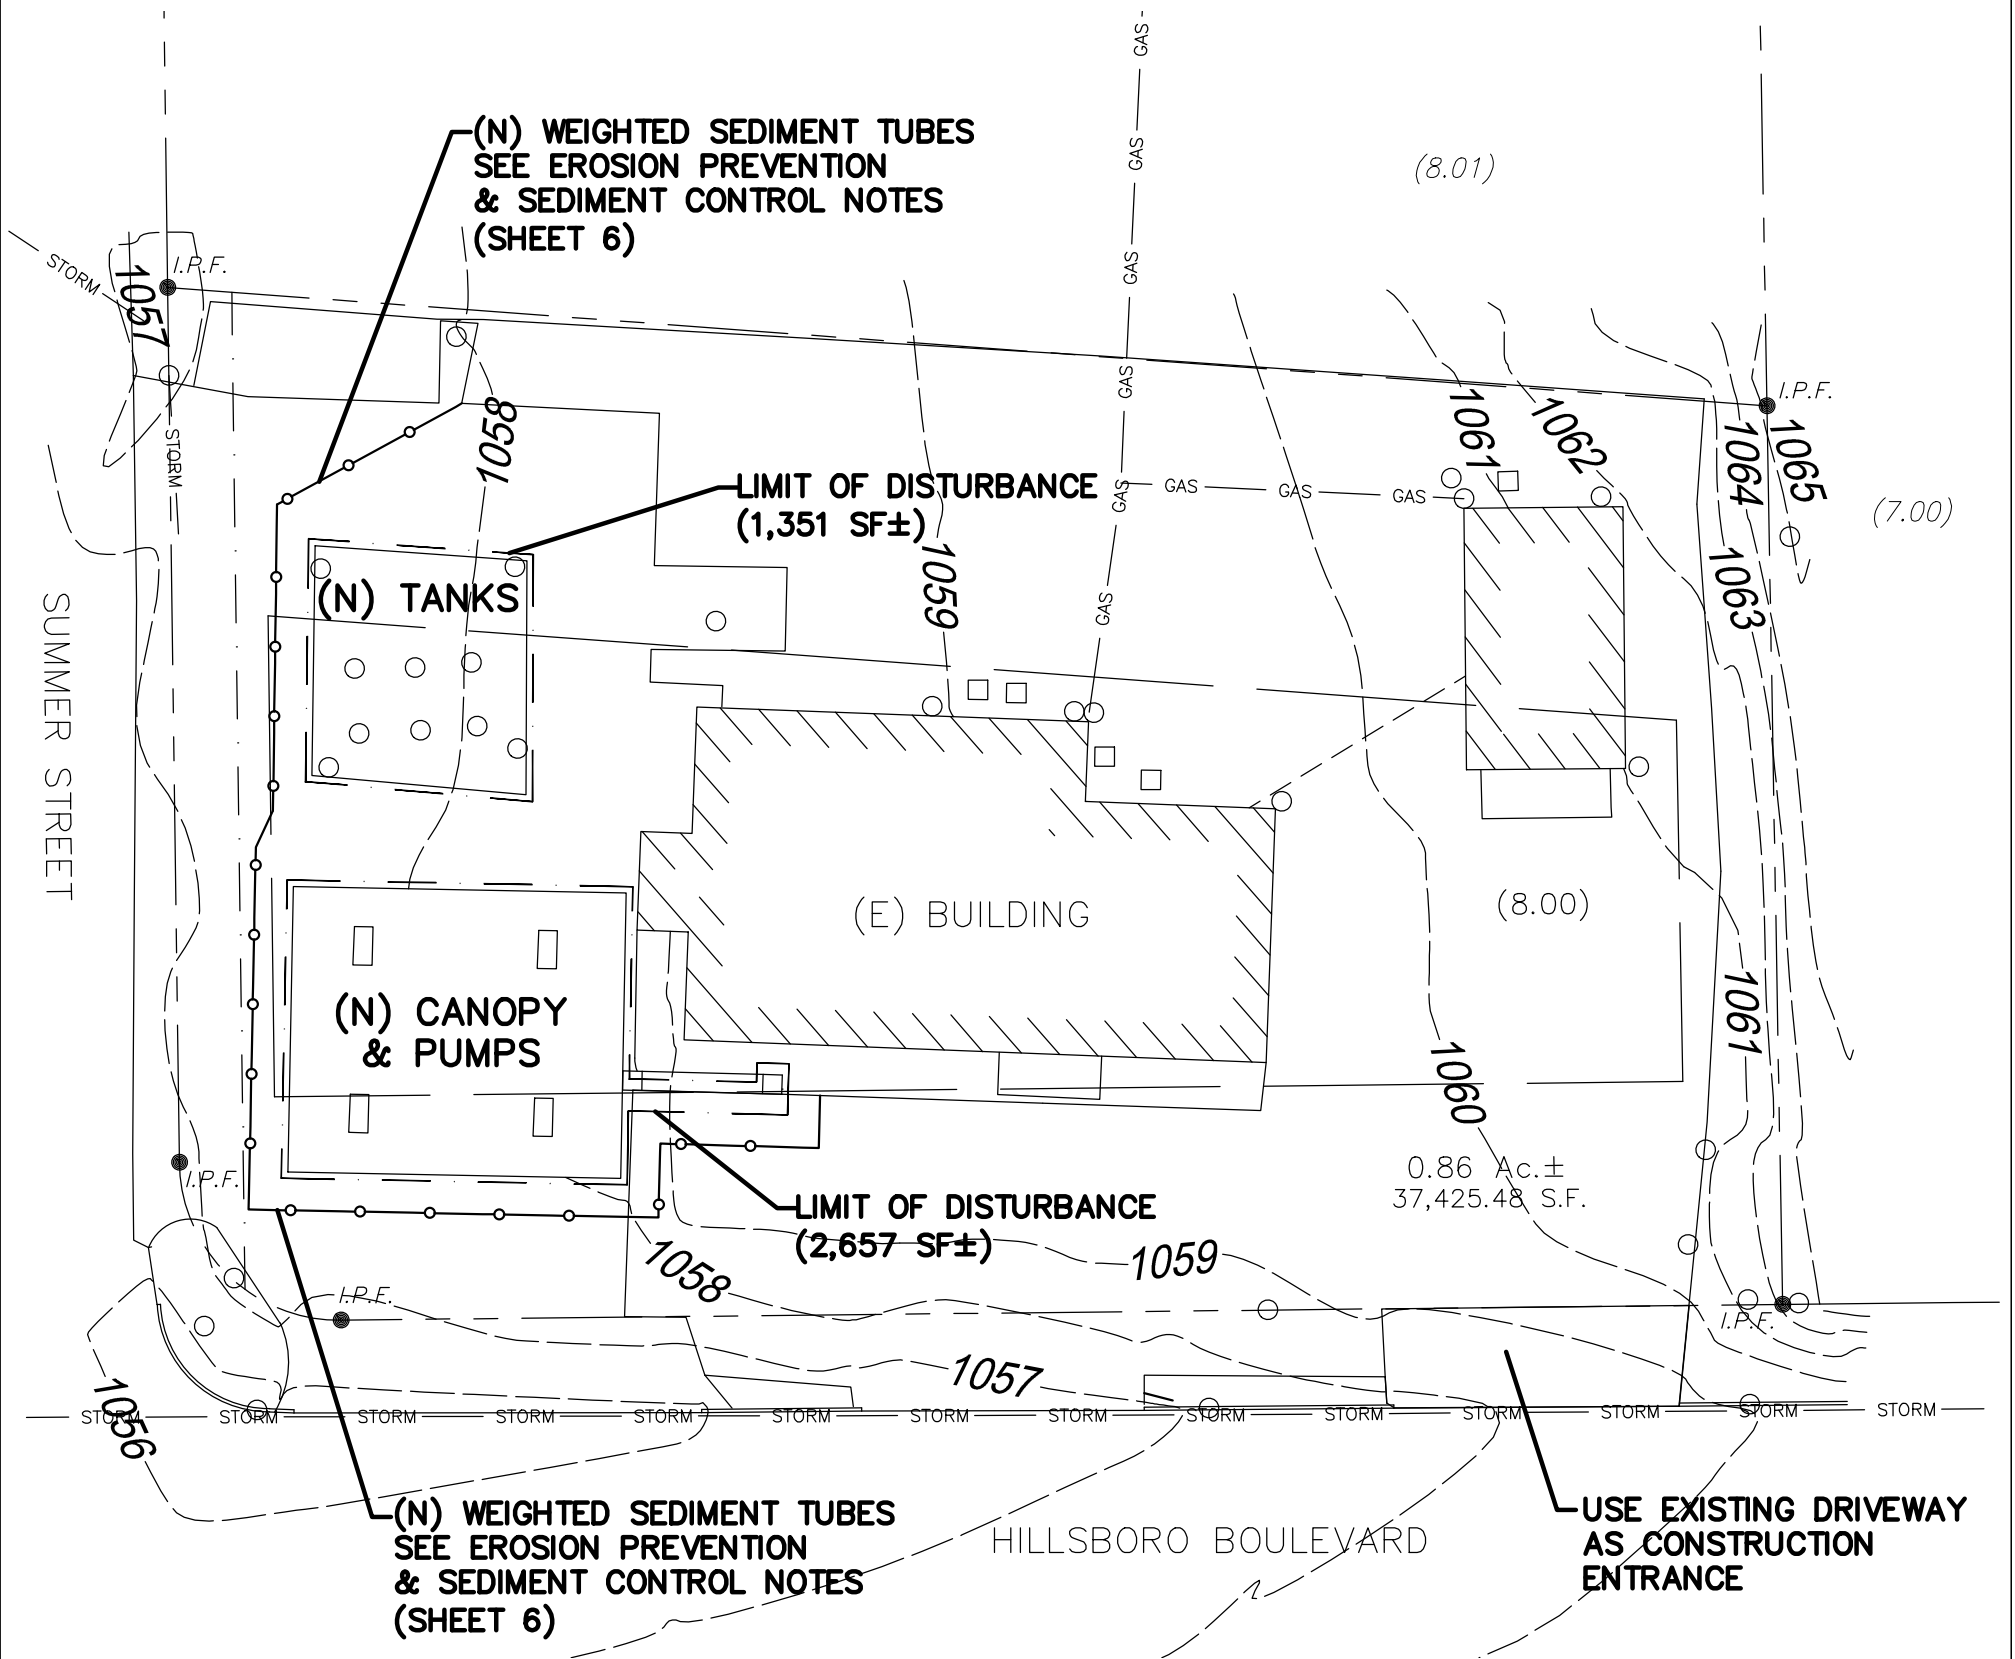 GAS
(N) WEIGHTED SEDIMENT TUBES
SEE EROSION PREVENTION
& SEDIMENT CONTROL NOTES
(SHEET 6)
GAS
(8.01)
GAS
STORM
1057
I.P.F.
GAS
I.P.F.
1058
1061
1062
1064
1065
STORM
LIMIT OF DISTURBANCE
(1,351 SF±)
GAS
GAS
GAS
GAS
(7.00)
1059
1063
(N) TANKS
GAS
SUMMER STREET
(E) BUILDING
(8.00)
(N) CANOPY
& PUMPS
1061
1060
I.P.F.
0.86 Ac.±
37,425.48 S.F.
LIMIT OF DISTURBANCE
(2,657 SF±)
1058
1059
I.P.F.
I.P.F.
1057
1056
STORM STORM STORM STORM STORM STORM STORM STORM STORM STORM STORM STORM STORM STORM
(N) WEIGHTED SEDIMENT TUBES
SEE EROSION PREVENTION
& SEDIMENT CONTROL NOTES
(SHEET 6)
HILLSBORO BOULEVARD
USE EXISTING DRIVEWAY
AS CONSTRUCTION
ENTRANCE